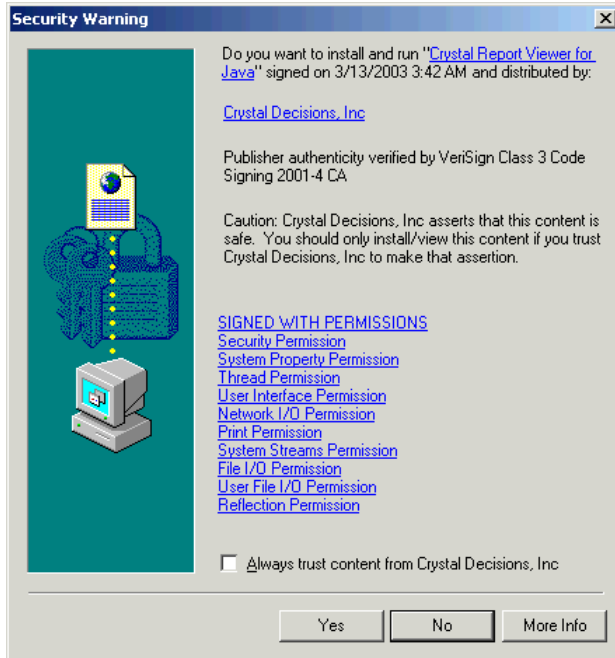 Security Warning
Do you want to install and run "Crystal Report Viewer for
Java" signed on 3/13/2003 3:42 AM and distributed by:
Crystal Decisions, Inc
Publisher authenticity verified by VeriSign Class 3 Code
Signing 2001-4 CA
Caution: Crystal Decisions, Inc asserts that this content is
safe. You should only install/view this content if you trust
Crystal Decisions, Inc to make that assertion.
SIGNED WITH PERMISSIONS
Security Permission
System Property Permission
Thread Permission
User Interface Permission
Network I/O Permission
Print Permission
System Streams Permission
File I/O Permission
User File I/O Permission
Reflection Permission
Always trust content from Crystal Decisions, Inc
Yes No More Info